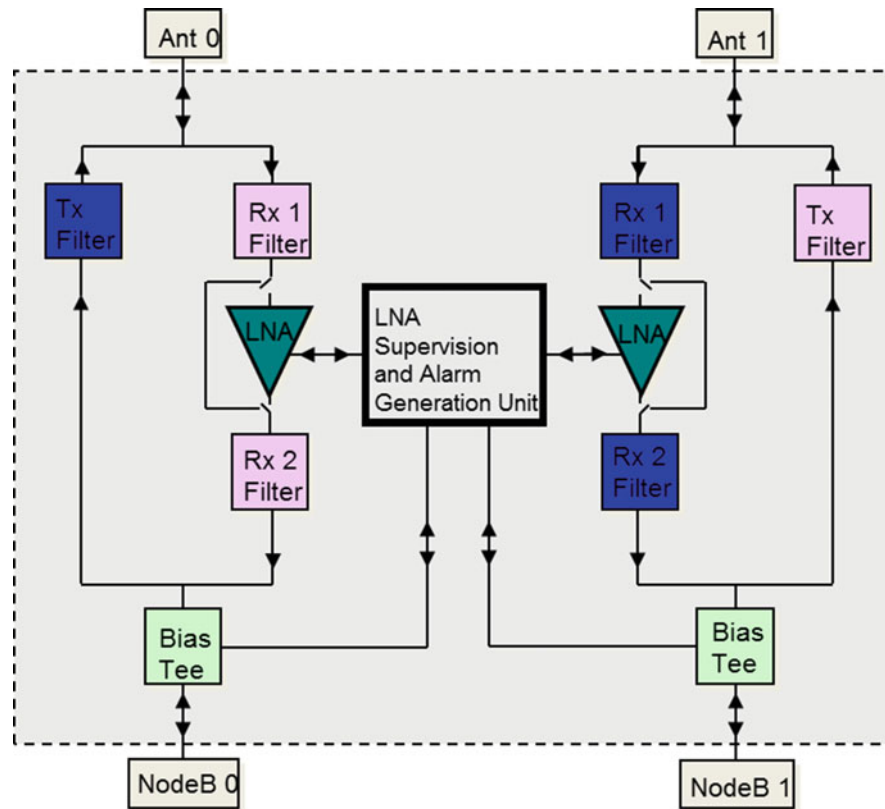 Ant 0
Ant 1
Tx
Filter
Rx 1
Filter
Rx 1
Filter
Tx
Filter
LNA
LNA
Supervision
and Alarm
Generation Unit
LNA
Rx 2
Filter
Rx 2
Filter
Bias
Tee
Bias
Tee
NodeB 0
NodeB 1